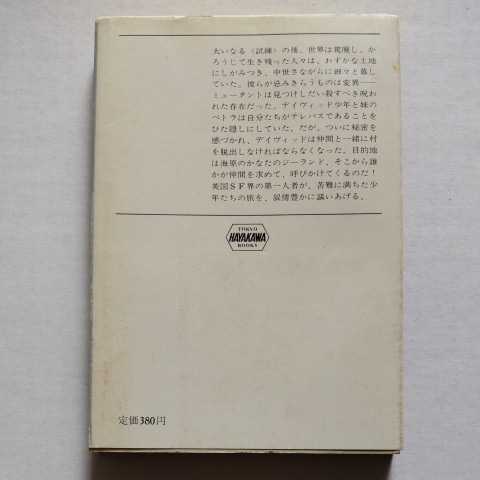 大いなる〈試練〉の後、世界は荒廃し、か
ろうじて生き残った人々は、わずかな土地
にしがみつき、中世さながらに細々と暮し
ていた。彼らが忌みきらうものは変異――
ミュータントは見つけしだい殺すべき呪わ
れた存在だった。デイヴィッド少年と妹の
ペトラは自分たちがテレパスであることを
ひた隠しにしていた。だが、ついに秘密を
感づかれ、デイヴィッドは仲間と一緒に村
を脱出しなければならなくなった。目的地
は海原のかなたのジーランド、そこから誰
かが仲間を求めて、呼びかけてくるのだ！
英国ＳＦ界の第一人者が、苦難に満ちた少
年たちの旅を、叙情豊かに謳いあげる。
TOKYO
HAYAKAWA
BOOKS
定価380円